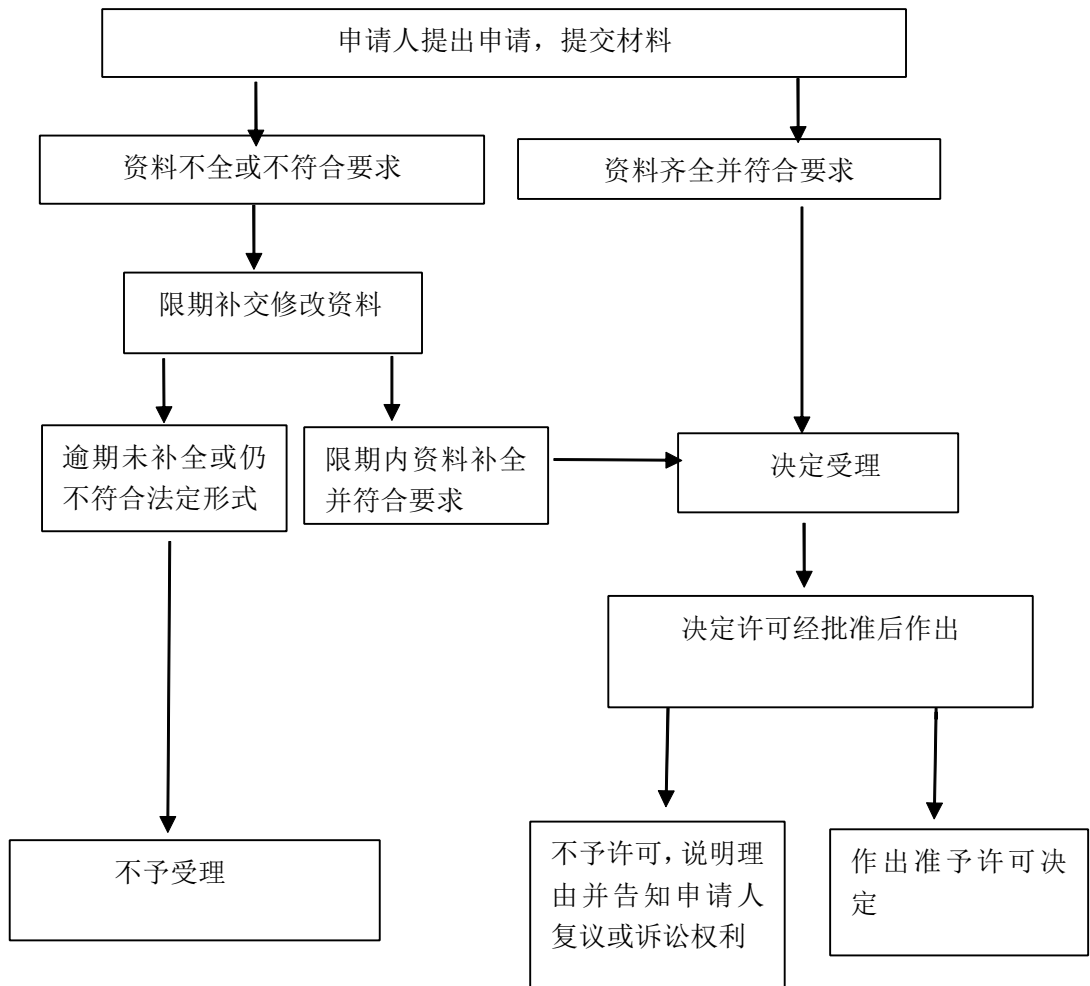 申请人提出申请，提交材料
资料不全或不符合要求
资料齐全并符合要求
限期补交修改资料
逾期未补全或仍
不符合法定形式
限期内资料补全
并符合要求
决定受理
决定许可经批准后作出
不予受理
不予许可，说明理
由并告知申请人
复议或诉讼权利
作出准予许可决
定